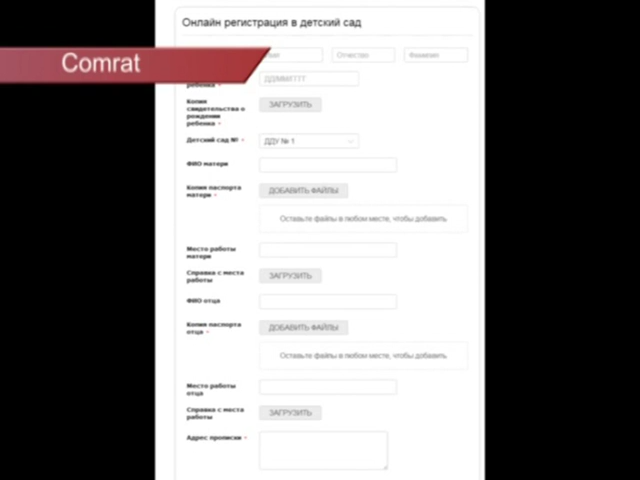 Онлайн регистрация в детский сад
Comrat
Отчество
Фамилия
ребенка *
ДД/ММ/ГГГГ
Копия
свидетельства о
рождении
ребенка *
ЗАГРУЗИТЬ
Детский сад № *
ДДУ № 1
ФИО матери
Копия паспорта
матери *
ДОБАВИТЬ ФАЙЛЫ
Оставьте файлы в любом месте, чтобы добавить
Место работы
матери
Справка с места
работы
ЗАГРУЗИТЬ
ФИО отца
Копия паспорта
отца *
ДОБАВИТЬ ФАЙЛЫ
Оставьте файлы в любом месте, чтобы добавить
Место работы
отца
Справка с места
работы
ЗАГРУЗИТЬ
Адрес прописки *